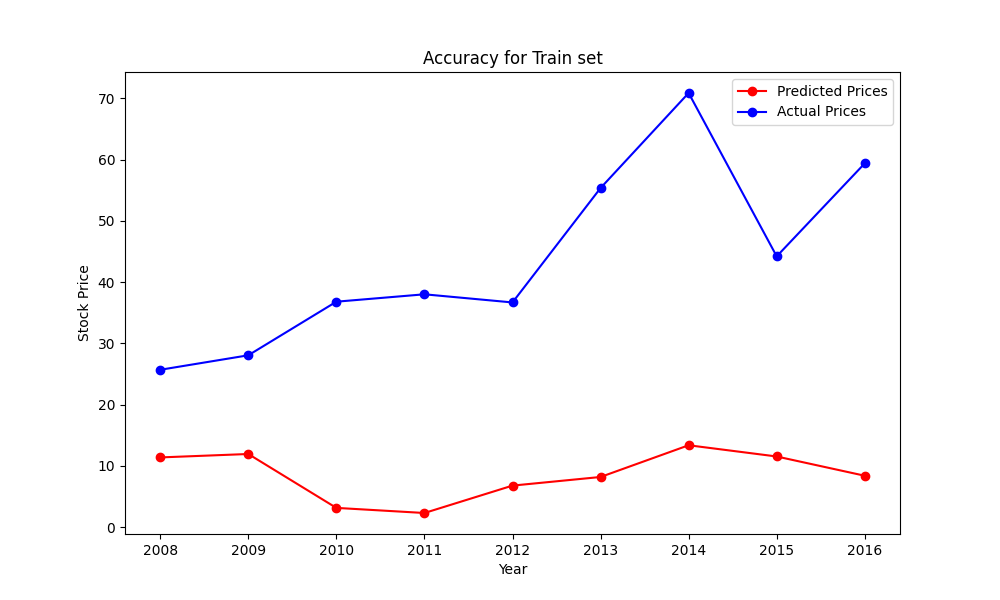 Accuracy for Train set
Predicted Prices
Actual Prices
Stock Price
70
60
50
40
30
20
10
0
2008 2009 2010 2011 2012 2013 2014 2015 2016
Year